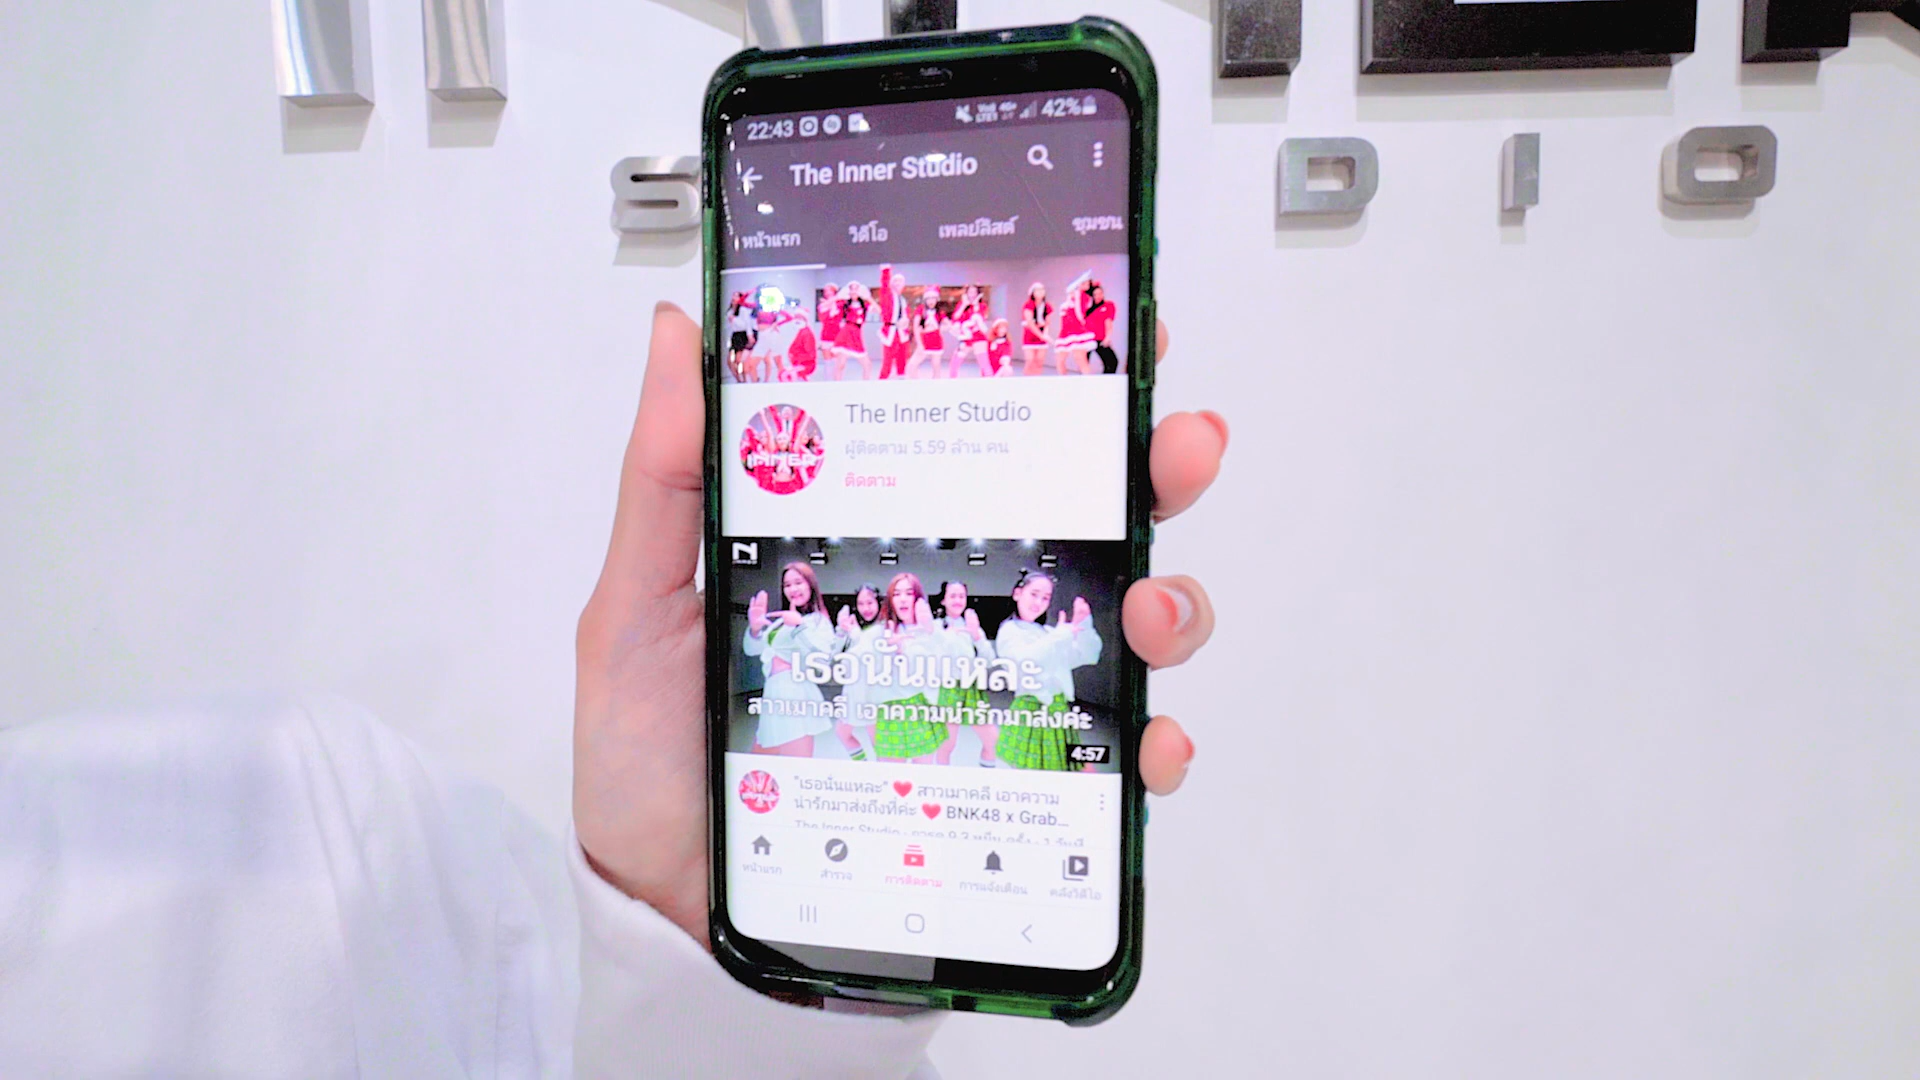 S
DIO
22:43
42%
The Inner Studio
หน้าแรก วิดีโอ เพลย์ลิสต์ ชุมชน
The Inner Studio
ผู้ติดตาม 5.59 ล้าน คน
ติดตาม
เธอนั่นแหละ
สาวเมาคลี เอาความน่ารักมาส่งค่ะ
4:57
"เธอนั่นแหละ" ❤️ สาวเมาคลี เอาความ
น่ารักมาส่งถึงที่ค่ะ ❤️ BNK48 x Grab...
The Inner Studio
หน้าแรก สำรวจ การติดตาม การแจ้งเตือน คลังวิดีโอ